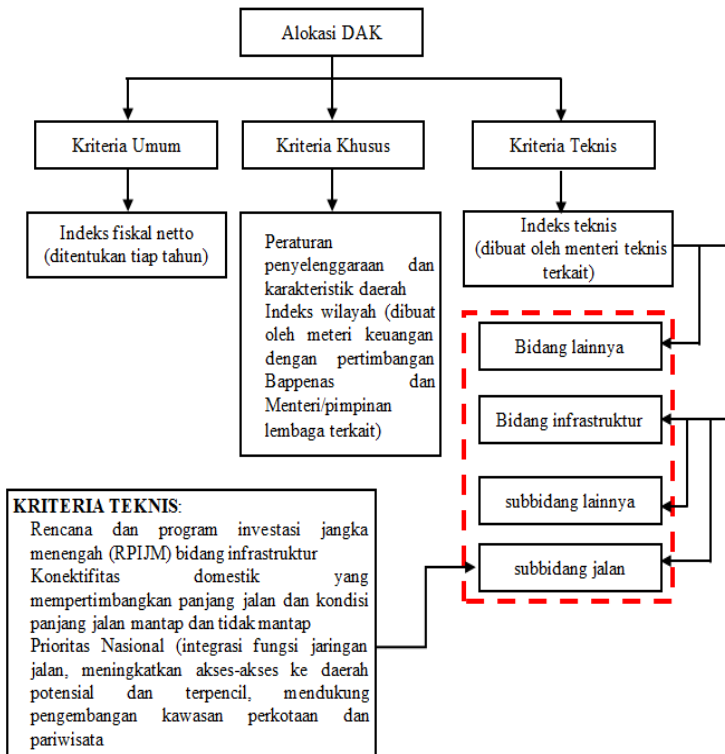 Alokasi DAK
Kriteria Umum
Kriteria Khusus
Kriteria Teknis
Indeks fiskal netto
(ditentukan tiap tahun)
Peraturan
penyelenggaraan dan
karakteristik daerah
Indeks wilayah (dibuat
oleh meteri keuangan
dengan pertimbangan
Bappenas dan
Menteri/pimpinan
lembaga terkait)
Indeks teknis
(dibuat oleh menteri teknis
terkait)
Bidang lainnya
Bidang infrastruktur
subbidang lainnya
subbidang jalan
KRITERIA TEKNIS:
Rencana dan program investasi jangka
menengah (RPIJM) bidang infrastruktur
Konektifitas domestik yang
mempertimbangkan panjang jalan dan kondisi
panjang jalan mantap dan tidak mantap
Prioritas Nasional (integrasi fungsi jaringan
jalan, meningkatkan akses-akses ke daerah
potensial dan terpencil, mendukung
pengembangan kawasan perkotaan dan
pariwisata